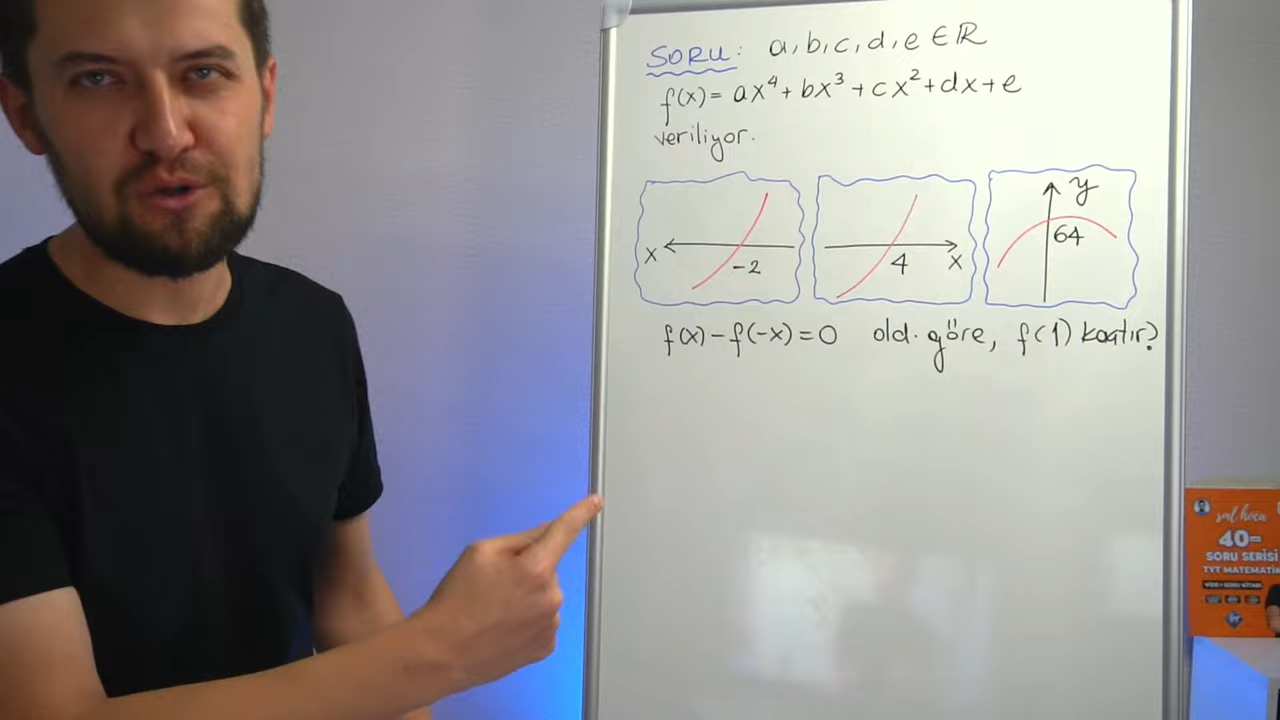 SORU: a, b, c, d, e ∈ ℝ
f(x) = ax⁴ + bx³ + cx² + dx + e
veriliyor.
x -2
4 x
y 64
f(x) - f(-x) = 0 old. göre, f(1) kaçtır?
40=
SORU SERİSİ
TYT MATEMATİK